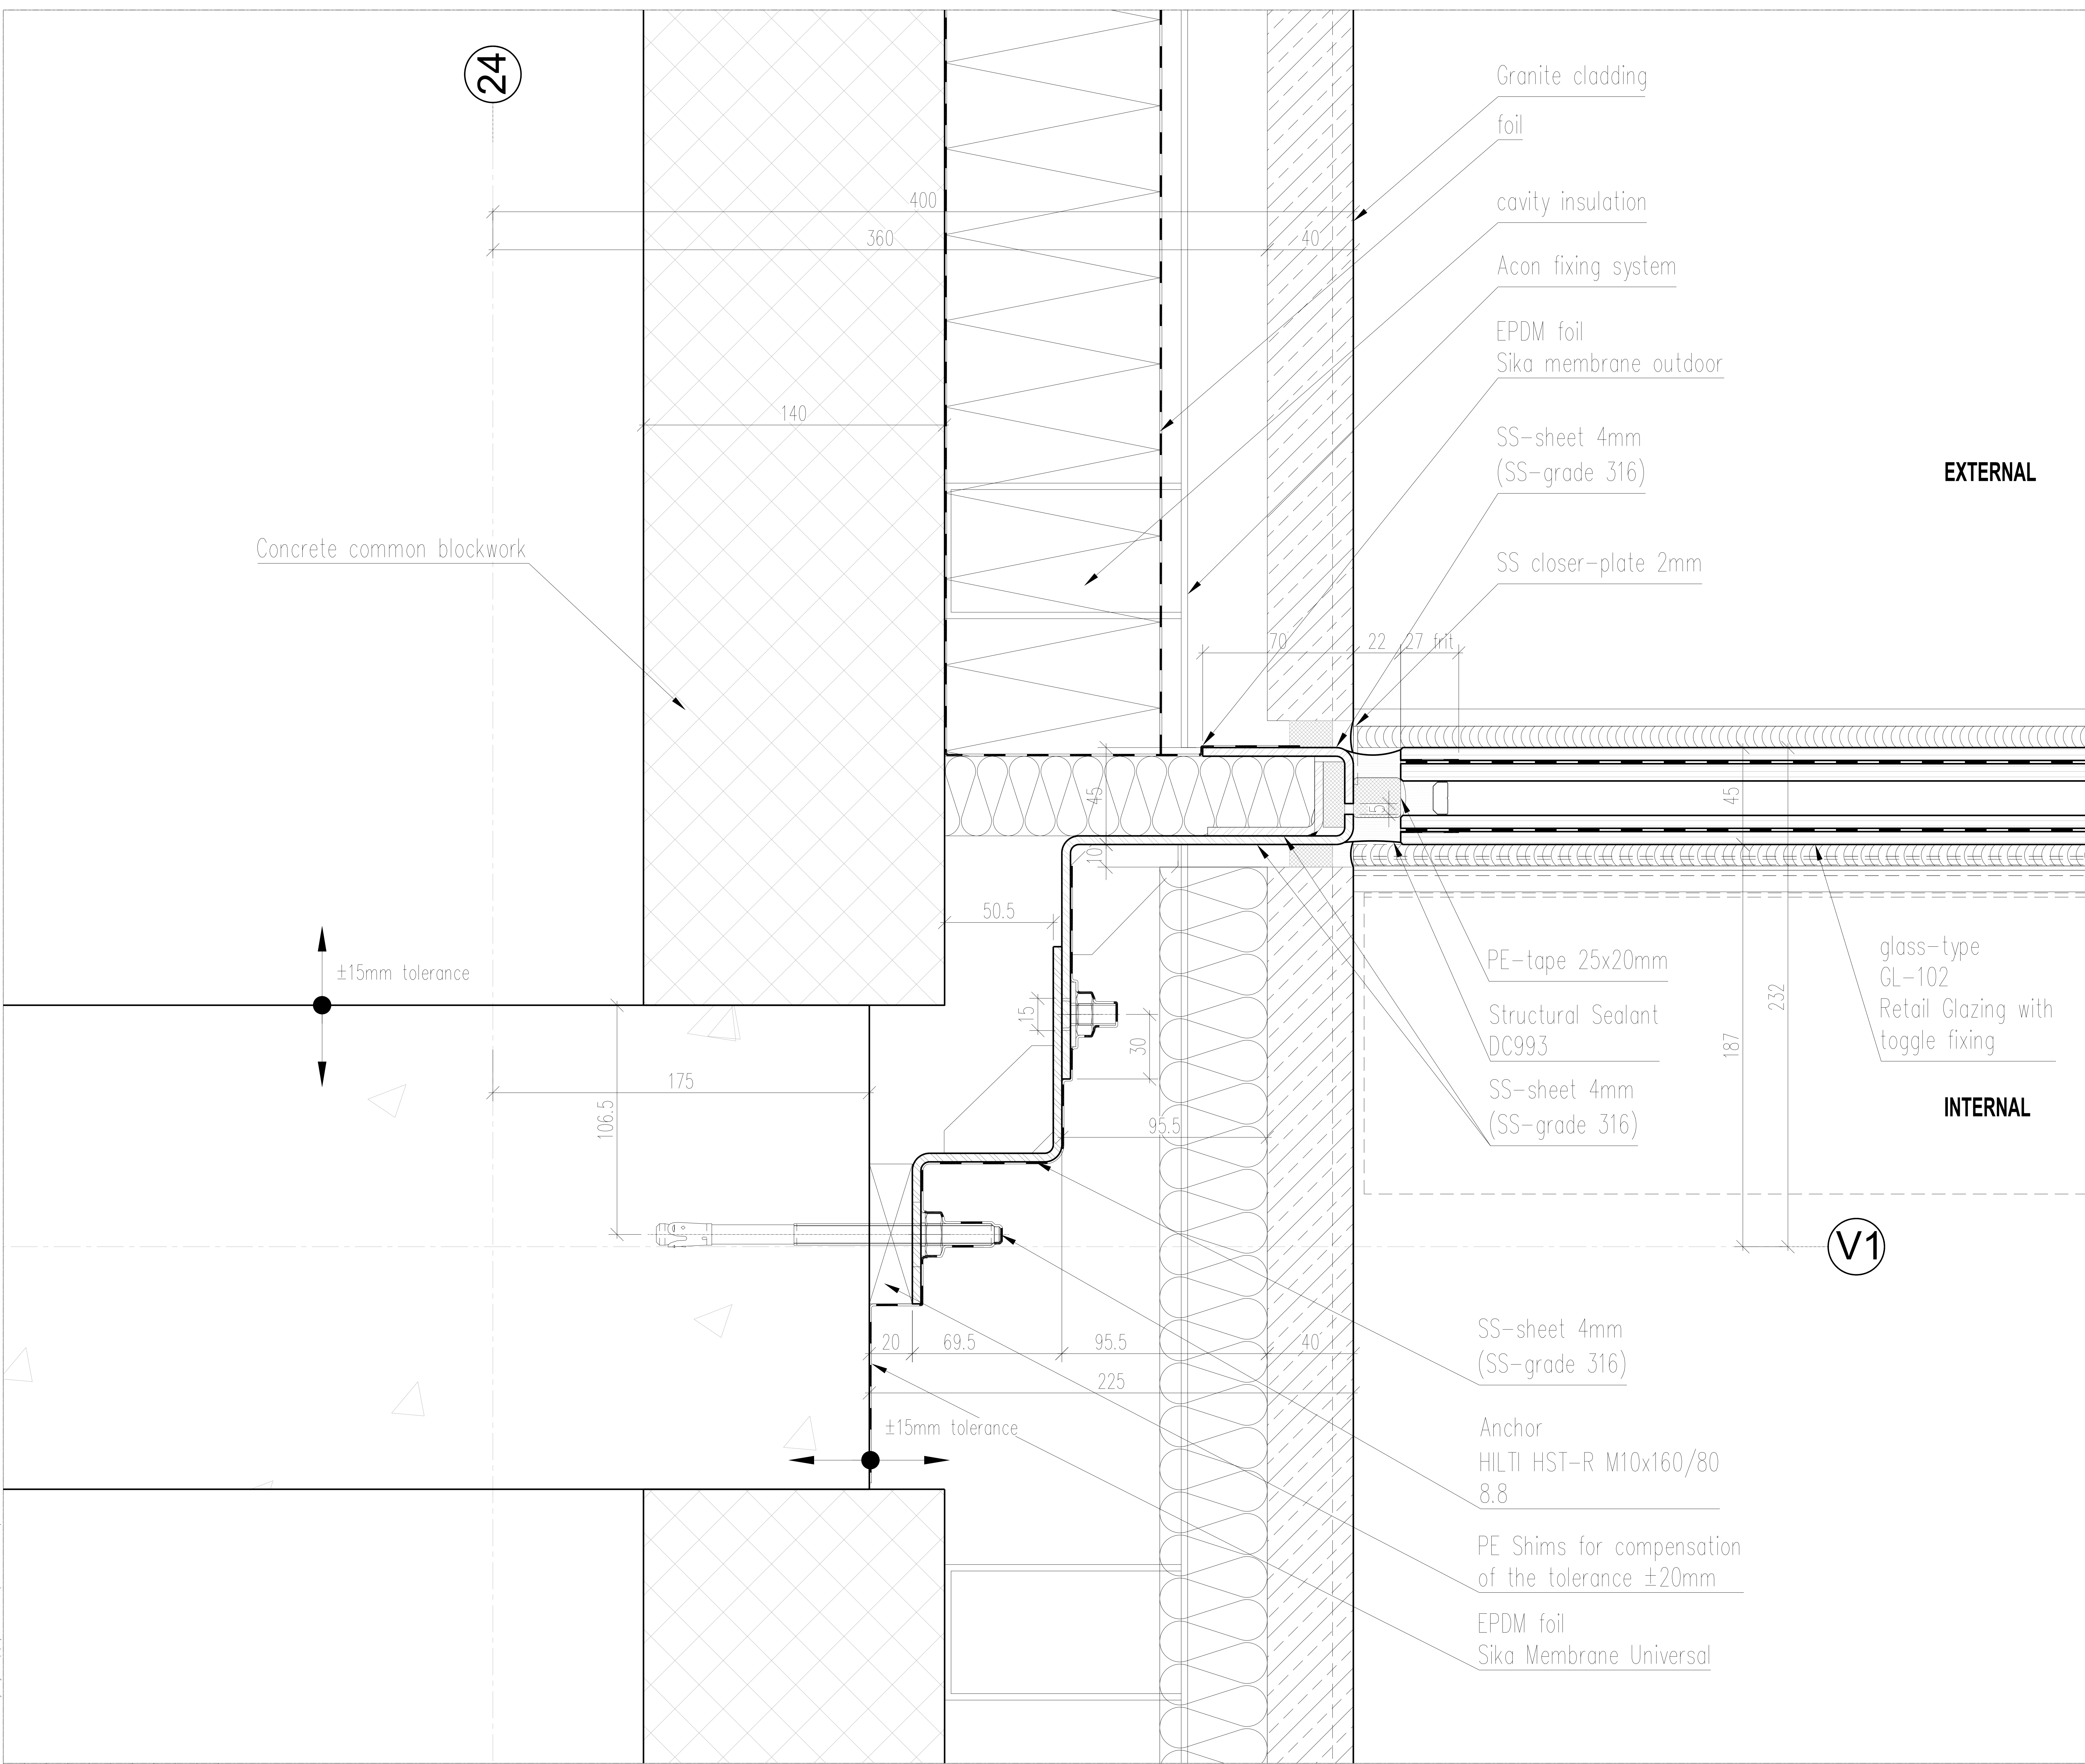 24
Granite cladding
foil
400
cavity insulation
360
40
Acon fixing system
EPDM foil
Sika membrane outdoor
140
SS-sheet 4mm
(SS-grade 316)
EXTERNAL
Concrete common blockwork
SS closer-plate 2mm
70
22
27 frit
45
5
45
10
50.5
PE-tape 25x20mm
glass-type
GL-102
Retail Glazing with
toggle fixing
±15mm tolerance
15
30
Structural Sealant
DC993
232
187
175
106.5
95.5
SS-sheet 4mm
(SS-grade 316)
INTERNAL
V1
20
69.5
95.5
40
SS-sheet 4mm
(SS-grade 316)
225
±15mm tolerance
Anchor
HILTI HST-R M10x160/80
8.8
PE Shims for compensation
of the tolerance ±20mm
EPDM foil
Sika Membrane Universal